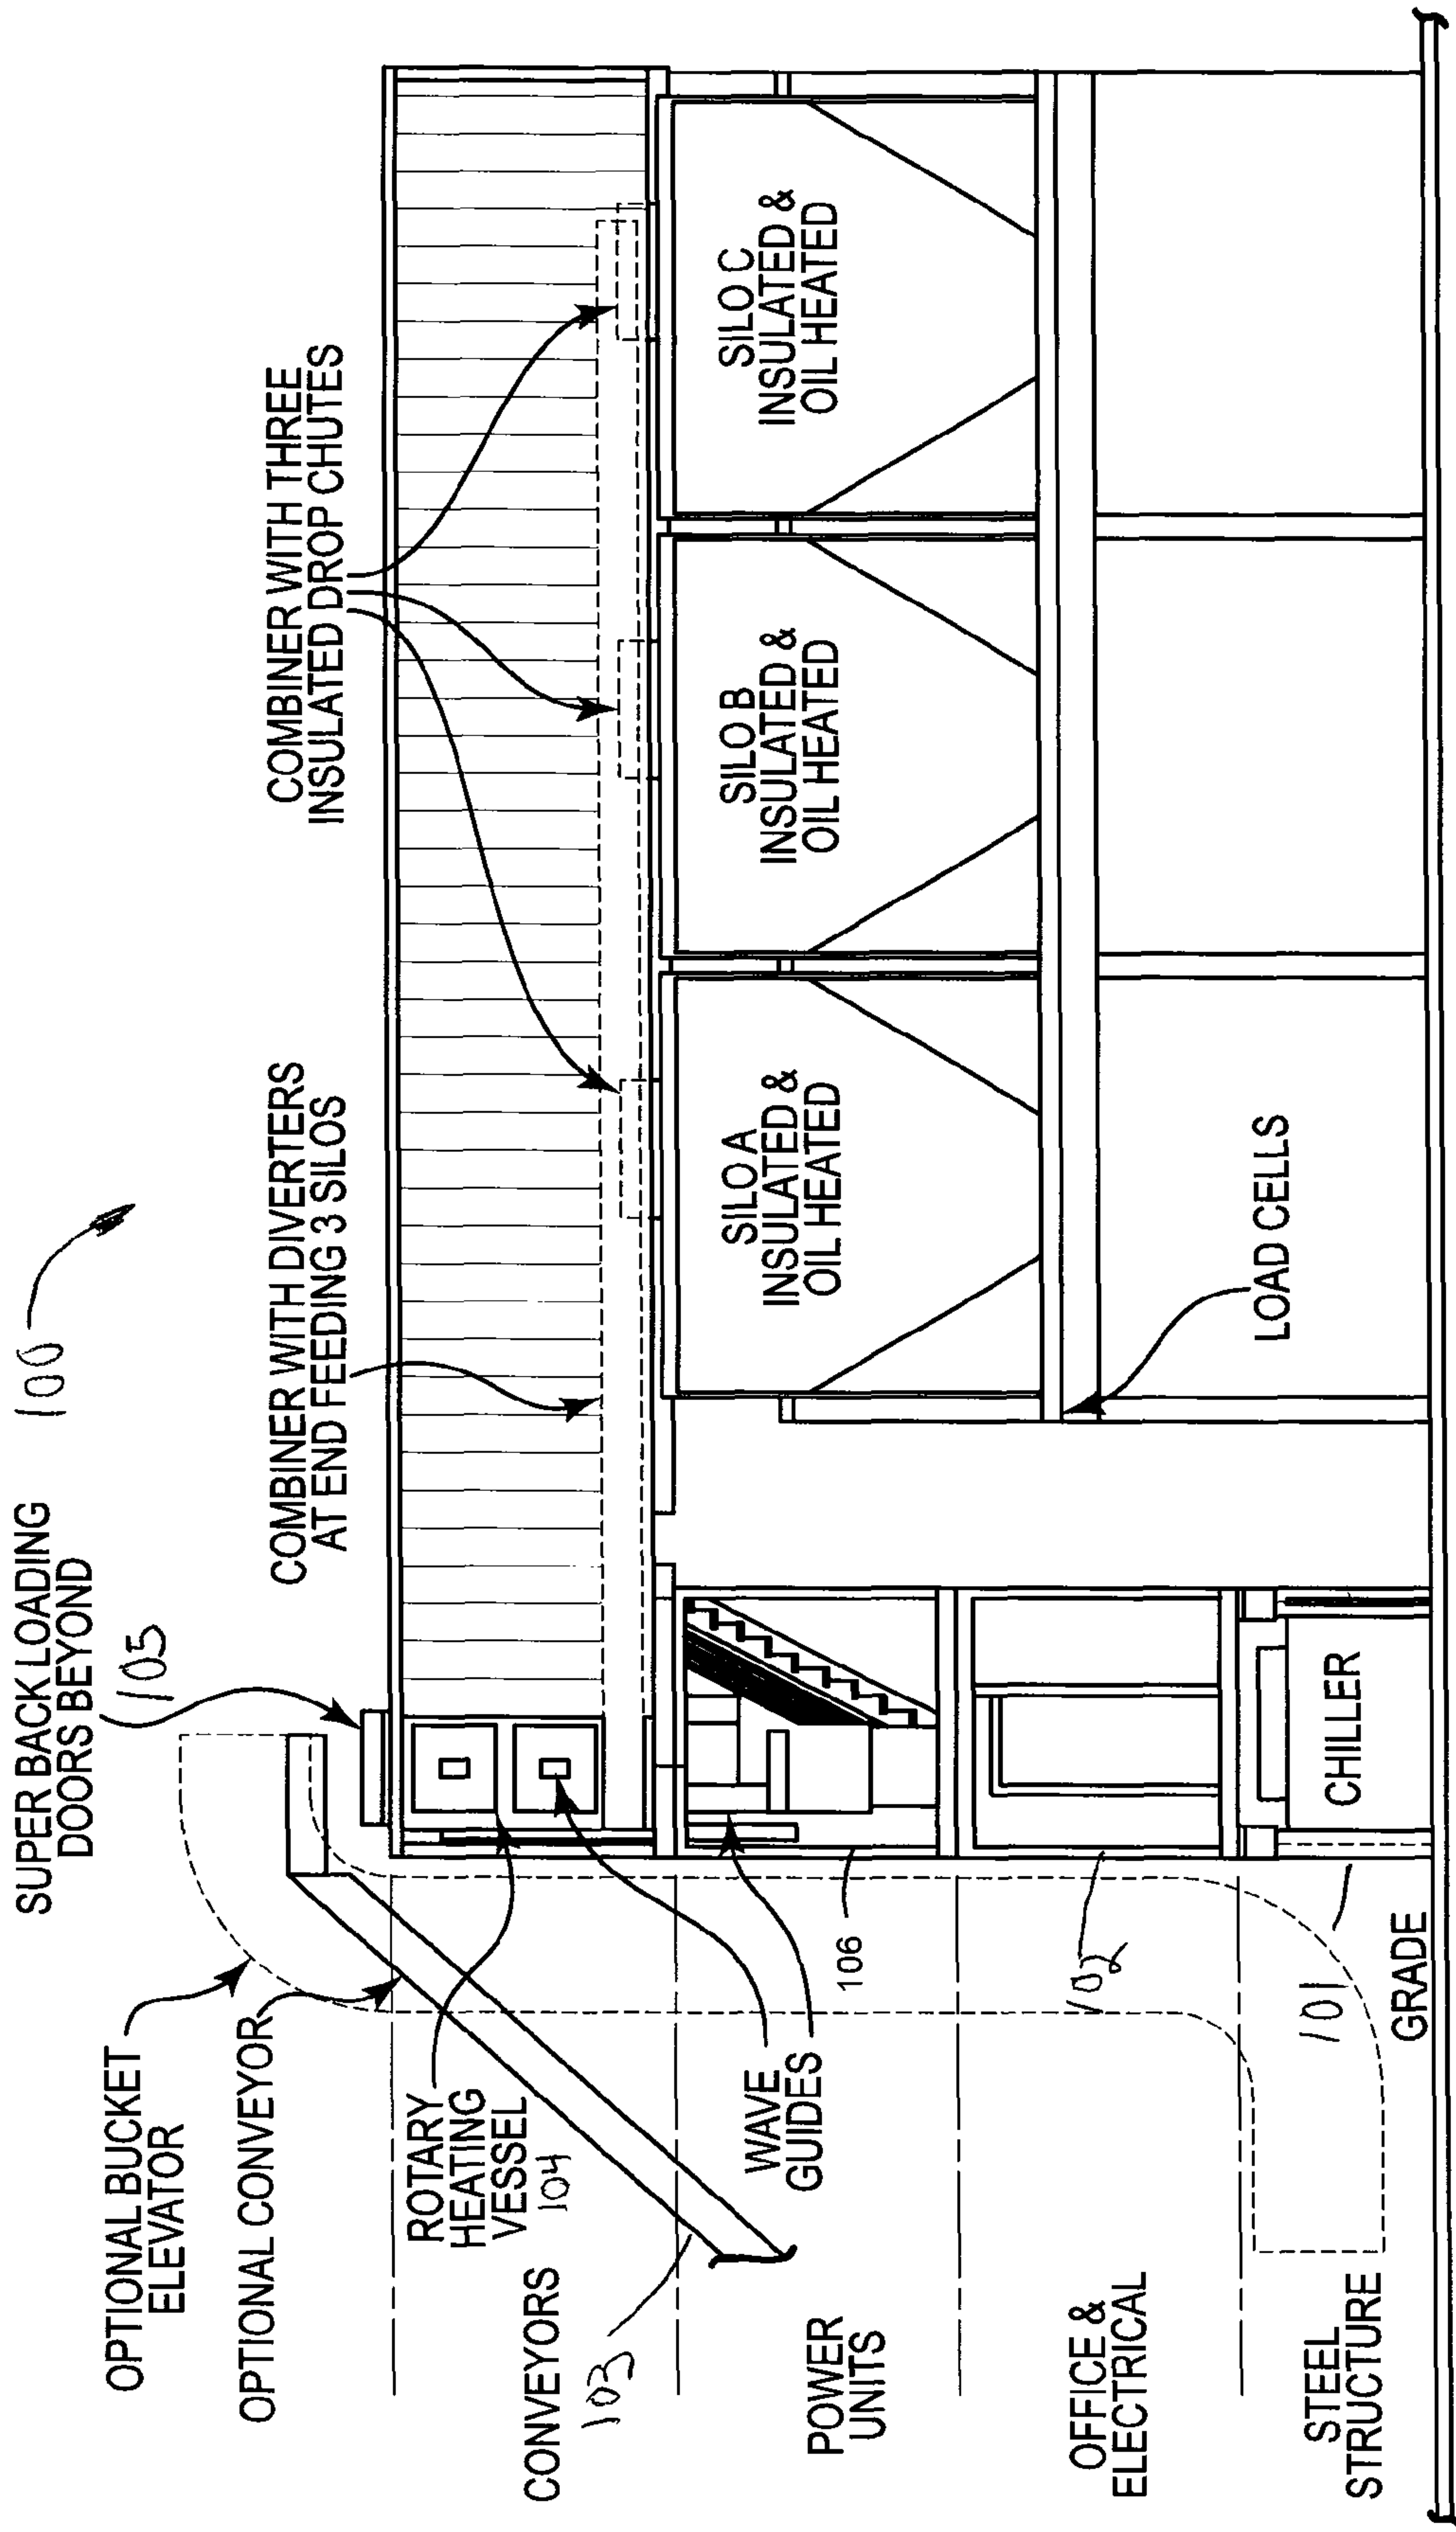 100
SUPER BACK LOADING
DOORS BEYOND
105
OPTIONAL BUCKET
ELEVATOR
OPTIONAL CONVEYOR
COMBINER WITH DIVERTERS
AT END FEEDING 3 SILOS
COMBINER WITH THREE
INSULATED DROP CHUTES
ROTARY
HEATING
VESSEL
104
CONVEYORS
103
WAVE
GUIDES
POWER
UNITS
106
SILO A
INSULATED &
OIL HEATED
SILO B
INSULATED &
OIL HEATED
SILO C
INSULATED &
OIL HEATED
OFFICE &
ELECTRICAL
102
LOAD CELLS
STEEL
STRUCTURE
101
CHILLER
GRADE